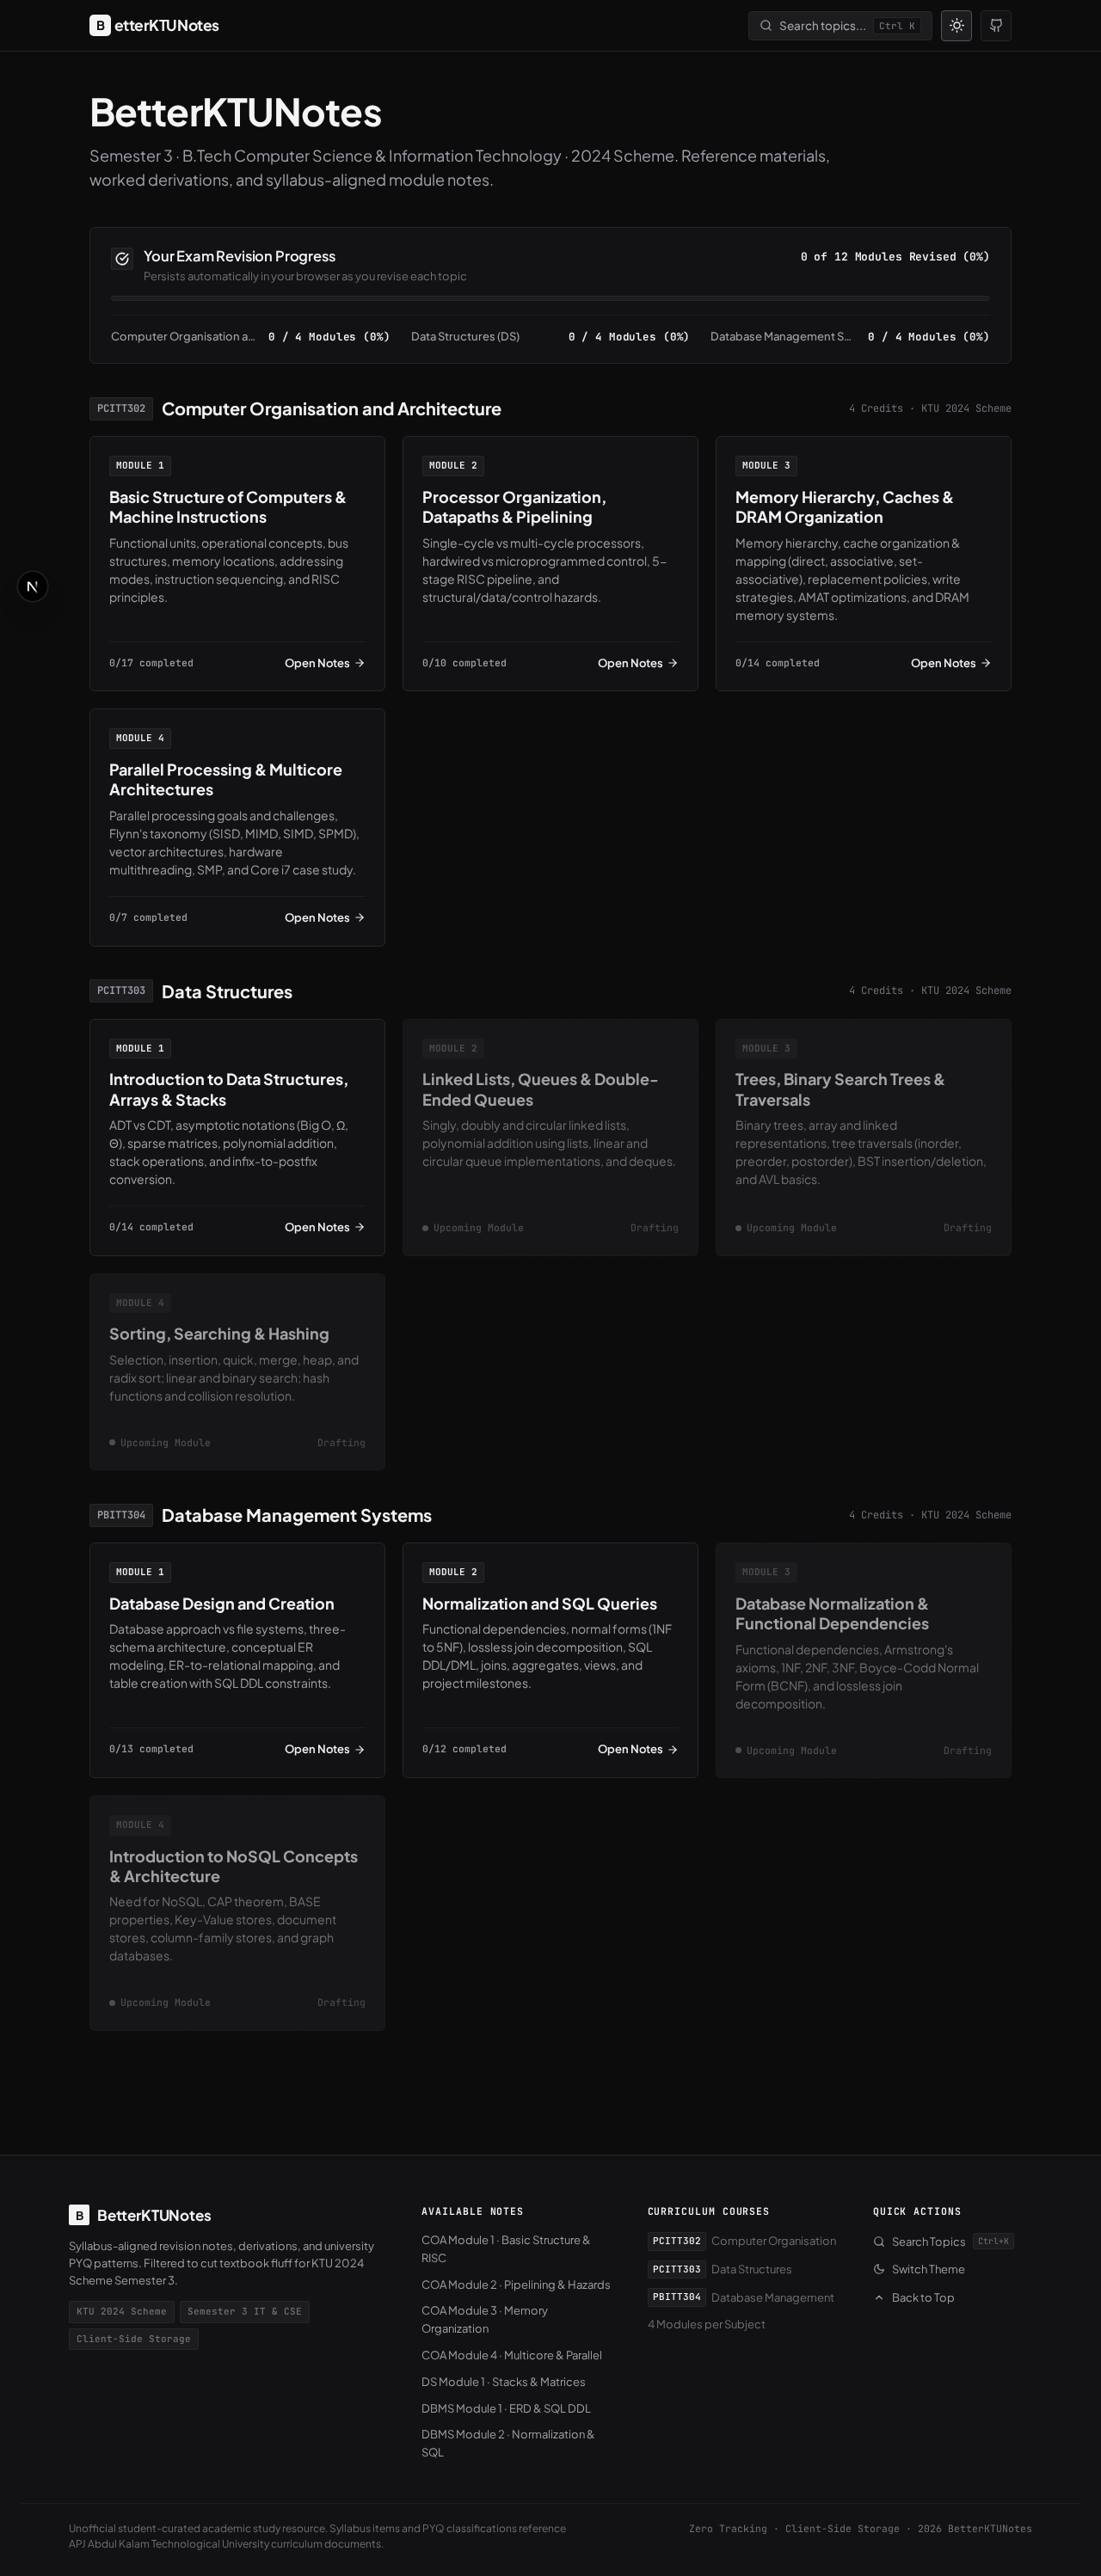 B etterKTUNotes
Search topics... Ctrl K
BetterKTUNotes
Semester 3 · B.Tech Computer Science & Information Technology · 2024 Scheme. Reference materials,
worked derivations, and syllabus-aligned module notes.
Your Exam Revision Progress
0 of 12 Modules Revised (0%)
Persists automatically in your browser as you revise each topic
Computer Organisation a... 0 / 4 Modules (0%)
Data Structures (DS) 0 / 4 Modules (0%)
Database Management S... 0 / 4 Modules (0%)
PCITT302 Computer Organisation and Architecture
4 Credits · KTU 2024 Scheme
MODULE 1
Basic Structure of Computers &
Machine Instructions
Functional units, operational concepts, bus
structures, memory locations, addressing
modes, instruction sequencing, and RISC
principles.
0/17 completed
Open Notes →
MODULE 2
Processor Organization,
Datapaths & Pipelining
Single-cycle vs multi-cycle processors,
hardwired vs microprogrammed control, 5-
stage RISC pipeline, and
structural/data/control hazards.
0/10 completed
Open Notes →
MODULE 3
Memory Hierarchy, Caches &
DRAM Organization
Memory hierarchy, cache organization &
mapping (direct, associative, set-
associative), replacement policies, write
strategies, AMAT optimizations, and DRAM
memory systems.
0/14 completed
Open Notes →
MODULE 4
Parallel Processing & Multicore
Architectures
Parallel processing goals and challenges,
Flynn's taxonomy (SISD, MIMD, SIMD, SPMD),
vector architectures, hardware
multithreading, SMP, and Core i7 case study.
0/7 completed
Open Notes →
PCITT303 Data Structures
4 Credits · KTU 2024 Scheme
MODULE 1
Introduction to Data Structures,
Arrays & Stacks
ADT vs CDT, asymptotic notations (Big O, Ω,
Θ), sparse matrices, polynomial addition,
stack operations, and infix-to-postfix
conversion.
0/14 completed
Open Notes →
MODULE 2
Linked Lists, Queues & Double-
Ended Queues
Singly, doubly and circular linked lists,
polynomial addition using lists, linear and
circular queue implementations, and deques.
Upcoming Module
Drafting
MODULE 3
Trees, Binary Search Trees &
Traversals
Binary trees, array and linked
representations, tree traversals (inorder,
preorder, postorder), BST insertion/deletion,
and AVL basics.
Upcoming Module
Drafting
MODULE 4
Sorting, Searching & Hashing
Selection, insertion, quick, merge, heap, and
radix sort; linear and binary search; hash
functions and collision resolution.
Upcoming Module
Drafting
PBITT304 Database Management Systems
4 Credits · KTU 2024 Scheme
MODULE 1
Database Design and Creation
Database approach vs file systems, three-
schema architecture, conceptual ER
modeling, ER-to-relational mapping, and
table creation with SQL DDL constraints.
0/13 completed
Open Notes →
MODULE 2
Normalization and SQL Queries
Functional dependencies, normal forms (1NF
to 5NF), lossless join decomposition, SQL
DDL/DML, joins, aggregates, views, and
project milestones.
0/12 completed
Open Notes →
MODULE 3
Database Normalization &
Functional Dependencies
Functional dependencies, Armstrong's
axioms, 1NF, 2NF, 3NF, Boyce-Codd Normal
Form (BCNF), and lossless join
decomposition.
Upcoming Module
Drafting
MODULE 4
Introduction to NoSQL Concepts
& Architecture
Need for NoSQL, CAP theorem, BASE
properties, Key-Value stores, document
stores, column-family stores, and graph
databases.
Upcoming Module
Drafting
B BetterKTUNotes
Syllabus-aligned revision notes, derivations, and university
PYQ patterns. Filtered to cut textbook fluff for KTU 2024
Scheme Semester 3.
KTU 2024 Scheme
Semester 3 IT & CSE
Client-Side Storage
AVAILABLE NOTES
COA Module 1 · Basic Structure &
RISC
COA Module 2 · Pipelining & Hazards
COA Module 3 · Memory
Organization
COA Module 4 · Multicore & Parallel
DS Module 1 · Stacks & Matrices
DBMS Module 1 · ERD & SQL DDL
DBMS Module 2 · Normalization &
SQL
CURRICULUM COURSES
PCITT302 Computer Organisation
PCITT303 Data Structures
PBITT304 Database Management
4 Modules per Subject
QUICK ACTIONS
Search Topics Ctrl+K
Switch Theme
Back to Top
Unofficial student-curated academic study resource. Syllabus items and PYQ classifications reference
APJ Abdul Kalam Technological University curriculum documents.
Zero Tracking · Client-Side Storage · 2026 BetterKTUNotes